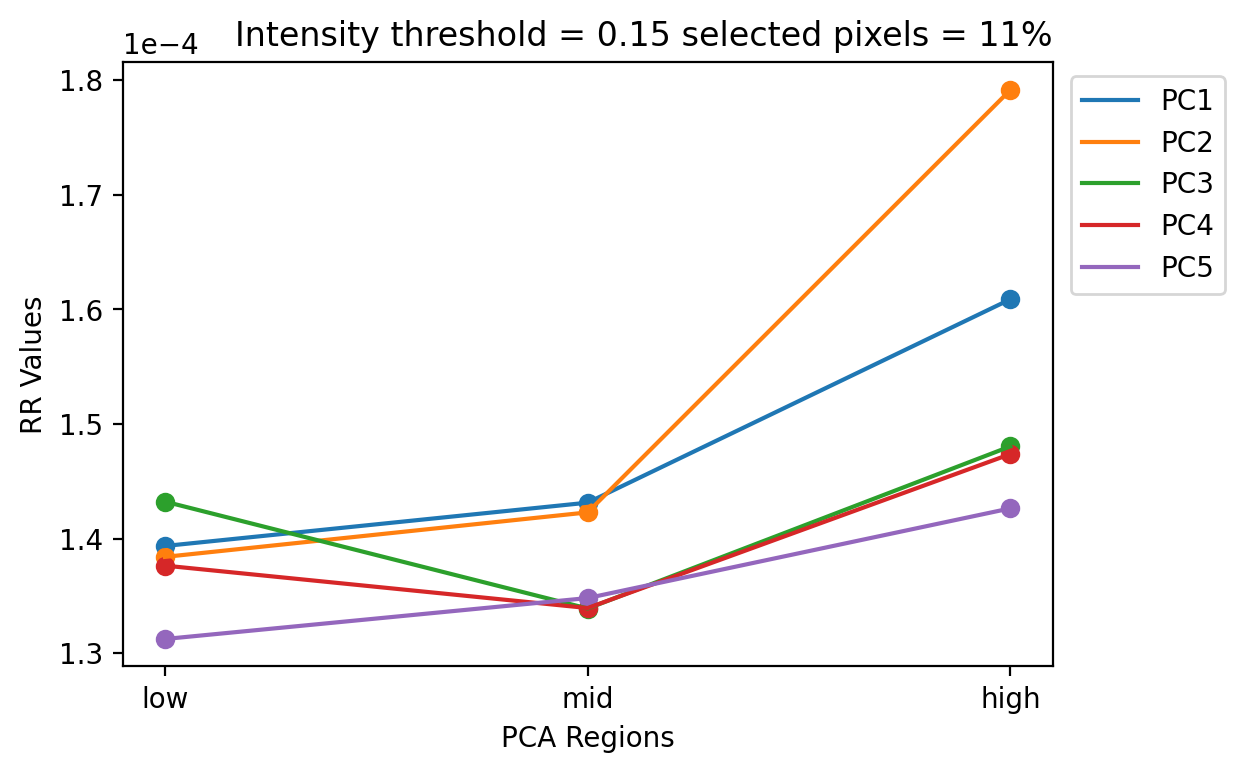 1e−4
Intensity threshold = 0.15 selected pixels = 11%
1.8
1.7
1.6
1.5
1.4
1.3
RR Values
low
mid
high
PCA Regions
PC1
PC2
PC3
PC4
PC5